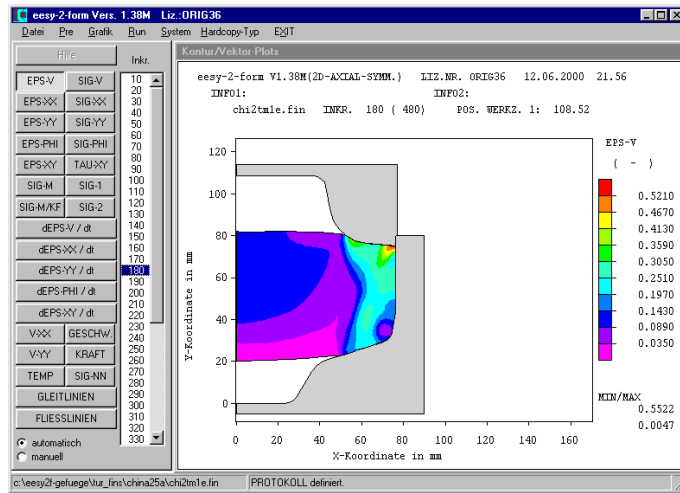 eesy-2-form Vers. 1.38M Liz.:ORIG36
Datei Pre Grafik Run System Hardcopy-Typ EXIT
Hilfe
Inkr.
EPS-V SIG-V
EPS-XX SIG-XX
EPS-YY SIG-YY
EPS-PHI SIG-PHI
EPS-XY TAU-XY
SIG-M SIG-1
SIG-M/KF SIG-2
dEPS-V / dt
dEPS-XX / dt
dEPS-YY / dt
dEPS-PHI / dt
dEPS-XY / dt
V-XX GESCHW.
V-YY KRAFT
TEMP SIG-NN
GLEITLINIEN
FLIESSLINIEN
automatisch
manuell
10
20
30
40
50
60
70
80
90
100
110
120
130
140
150
160
170
180
190
200
210
220
230
240
250
260
270
280
290
300
310
320
330
Kontur/Vektor-Plots
eesy-2-form V1.38M(2D-AXIAL-SYMM.) LIZ.NR. ORIG36 12.06.2000 21.56
INFO1: INFO2:
chi2tm1e.fin INKR. 180 ( 480) POS. WERKZ. 1: 108.52
Y-Koordinate in mm
120
100
80
60
40
20
0
0 20 40 60 80 100 120 140 160
X-Koordinate in mm
EPS-V
( - )
0.5210
0.4670
0.4130
0.3590
0.3050
0.2510
0.1970
0.1430
0.0890
0.0350
MIN/MAX
0.5522
0.0047
c:\eesy2f-gefuege\tur_fins\china25a\chi2tm1e.fin PROTOKOLL definiert.